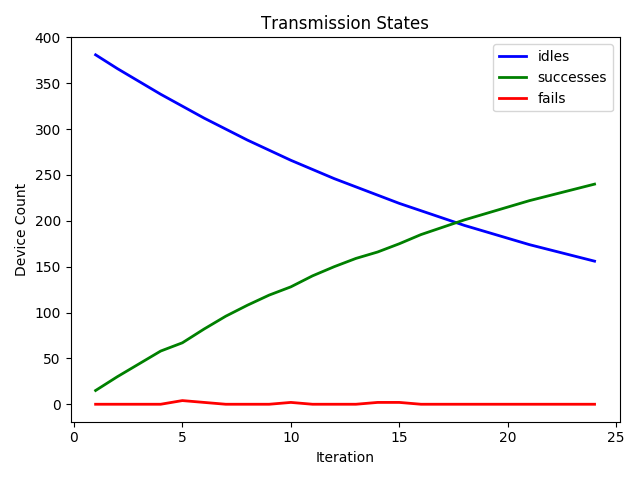 Transmission States
idles
successes
fails
Device Count
400
350
300
250
200
150
100
50
0
0 5 10 15 20 25
Iteration